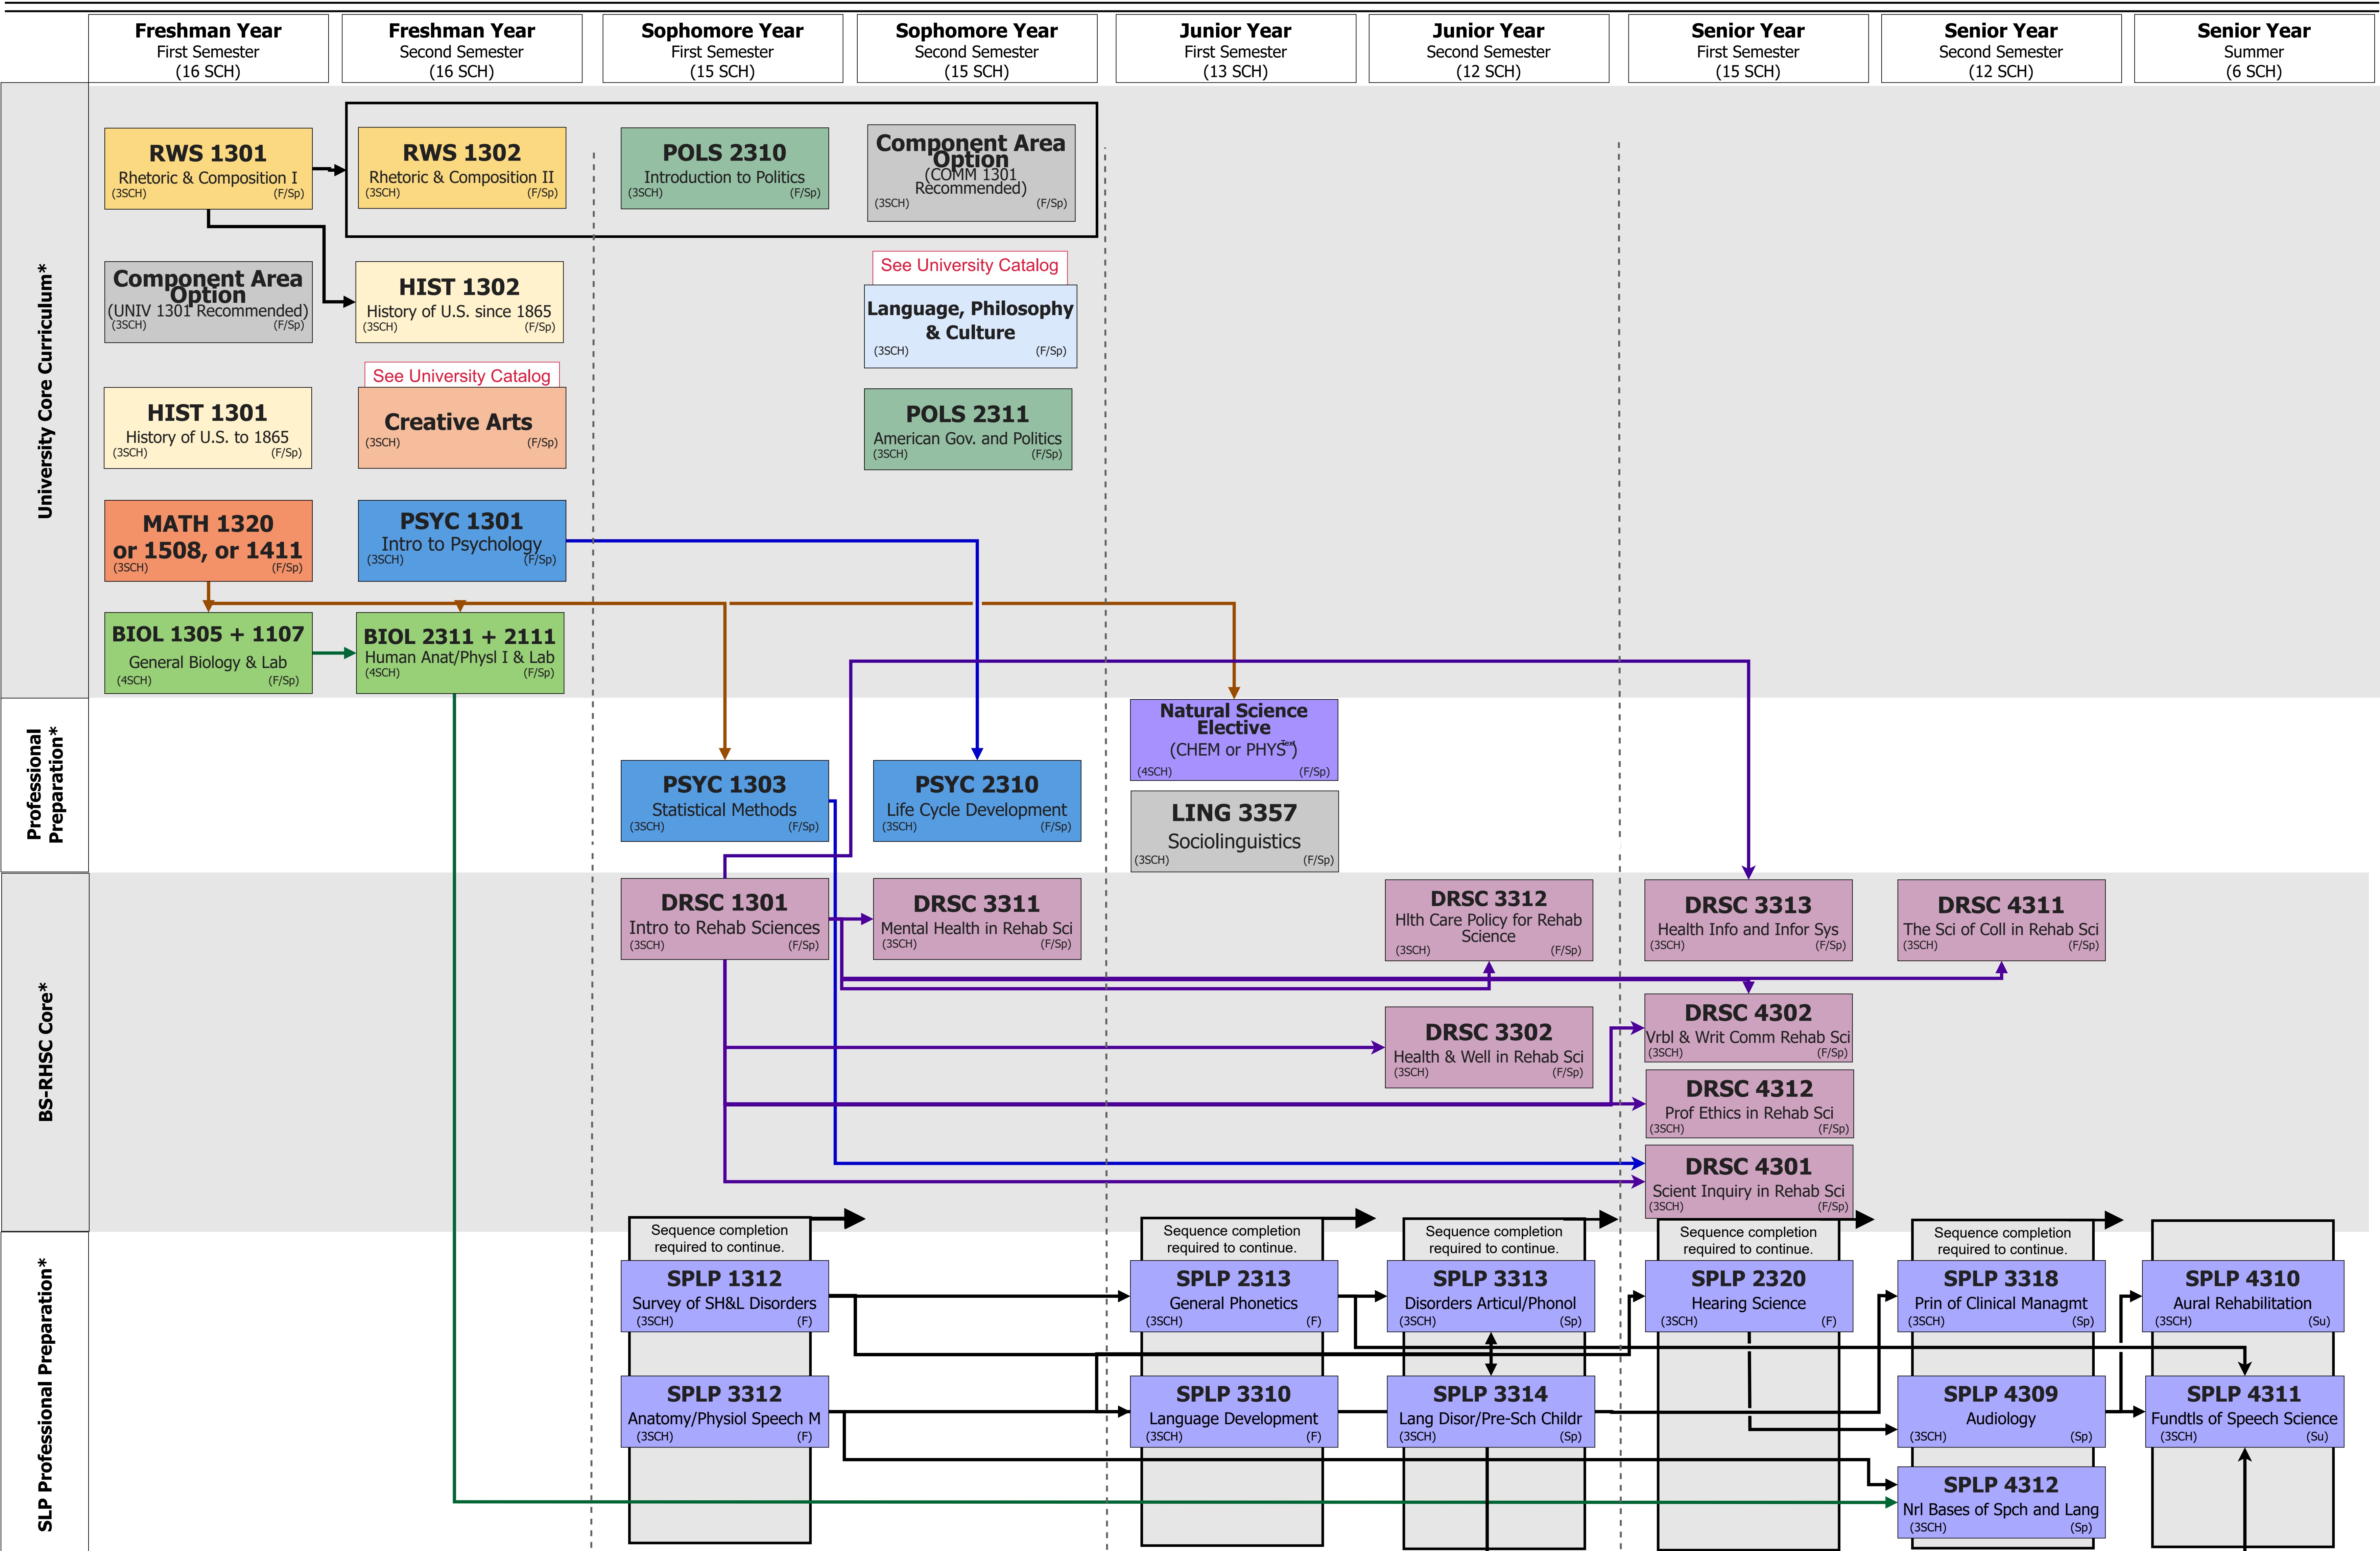 Freshman Year
First Semester
(16 SCH)
Freshman Year
Second Semester
(16 SCH)
Sophomore Year
First Semester
(15 SCH)
Sophomore Year
Second Semester
(15 SCH)
Junior Year
First Semester
(13 SCH)
Junior Year
Second Semester
(12 SCH)
Senior Year
First Semester
(15 SCH)
Senior Year
Second Semester
(12 SCH)
Senior Year
Summer
(6 SCH)
University Core Curriculum*
RWS 1301
Rhetoric & Composition I
(3SCH) (F/Sp)
RWS 1302
Rhetoric & Composition II
(3SCH) (F/Sp)
POLS 2310
Introduction to Politics
(3SCH) (F/Sp)
Component Area
Option
(COMM 1301
Recommended)
(3SCH) (F/Sp)
Component Area
Option
(UNIV 1301 Recommended)
(3SCH) (F/Sp)
HIST 1302
History of U.S. since 1865
(3SCH) (F/Sp)
See University Catalog
Language, Philosophy
& Culture
(3SCH) (F/Sp)
HIST 1301
History of U.S. to 1865
(3SCH) (F/Sp)
See University Catalog
Creative Arts
(3SCH) (F/Sp)
POLS 2311
American Gov. and Politics
(3SCH) (F/Sp)
MATH 1320
or 1508, or 1411
(3SCH) (F/Sp)
PSYC 1301
Intro to Psychology
(3SCH) (F/Sp)
BIOL 1305 + 1107
General Biology & Lab
(4SCH) (F/Sp)
BIOL 2311 + 2111
Human Anat/Physl I & Lab
(4SCH) (F/Sp)
Professional
Preparation*
Natural Science
Elective
(CHEM or PHYS )
Text
(4SCH) (F/Sp)
PSYC 1303
Statistical Methods
(3SCH) (F/Sp)
PSYC 2310
Life Cycle Development
(3SCH) (F/Sp)
LING 3357
Sociolinguistics
(3SCH) (F/Sp)
BS-RHSC Core*
DRSC 1301
Intro to Rehab Sciences
(3SCH) (F/Sp)
DRSC 3311
Mental Health in Rehab Sci
(3SCH) (F/Sp)
DRSC 3312
Hlth Care Policy for Rehab
Science
(3SCH) (F/Sp)
DRSC 3313
Health Info and Infor Sys
(3SCH) (F/Sp)
DRSC 4311
The Sci of Coll in Rehab Sci
(3SCH) (F/Sp)
DRSC 3302
Health & Well in Rehab Sci
(3SCH) (F/Sp)
DRSC 4302
Vrbl & Writ Comm Rehab Sci
(3SCH) (F/Sp)
DRSC 4312
Prof Ethics in Rehab Sci
(3SCH) (F/Sp)
DRSC 4301
Scient Inquiry in Rehab Sci
(3SCH) (F/Sp)
SLP Professional Preparation*
Sequence completion
required to continue.
Sequence completion
required to continue.
Sequence completion
required to continue.
Sequence completion
required to continue.
Sequence completion
required to continue.
SPLP 1312
Survey of SH&L Disorders
(3SCH) (F)
SPLP 2313
General Phonetics
(3SCH) (F)
SPLP 3313
Disorders Articul/Phonol
(3SCH) (Sp)
SPLP 2320
Hearing Science
(3SCH) (F)
SPLP 3318
Prin of Clinical Managmt
(3SCH) (Sp)
SPLP 4310
Aural Rehabilitation
(3SCH) (Su)
SPLP 3312
Anatomy/Physiol Speech M
(3SCH) (F)
SPLP 3310
Language Development
(3SCH) (F)
SPLP 3314
Lang Disor/Pre-Sch Childr
(3SCH) (Sp)
SPLP 4309
Audiology
(3SCH) (Sp)
SPLP 4311
Fundtls of Speech Science
(3SCH) (Su)
SPLP 4312
Nrl Bases of Spch and Lang
(3SCH) (Sp)